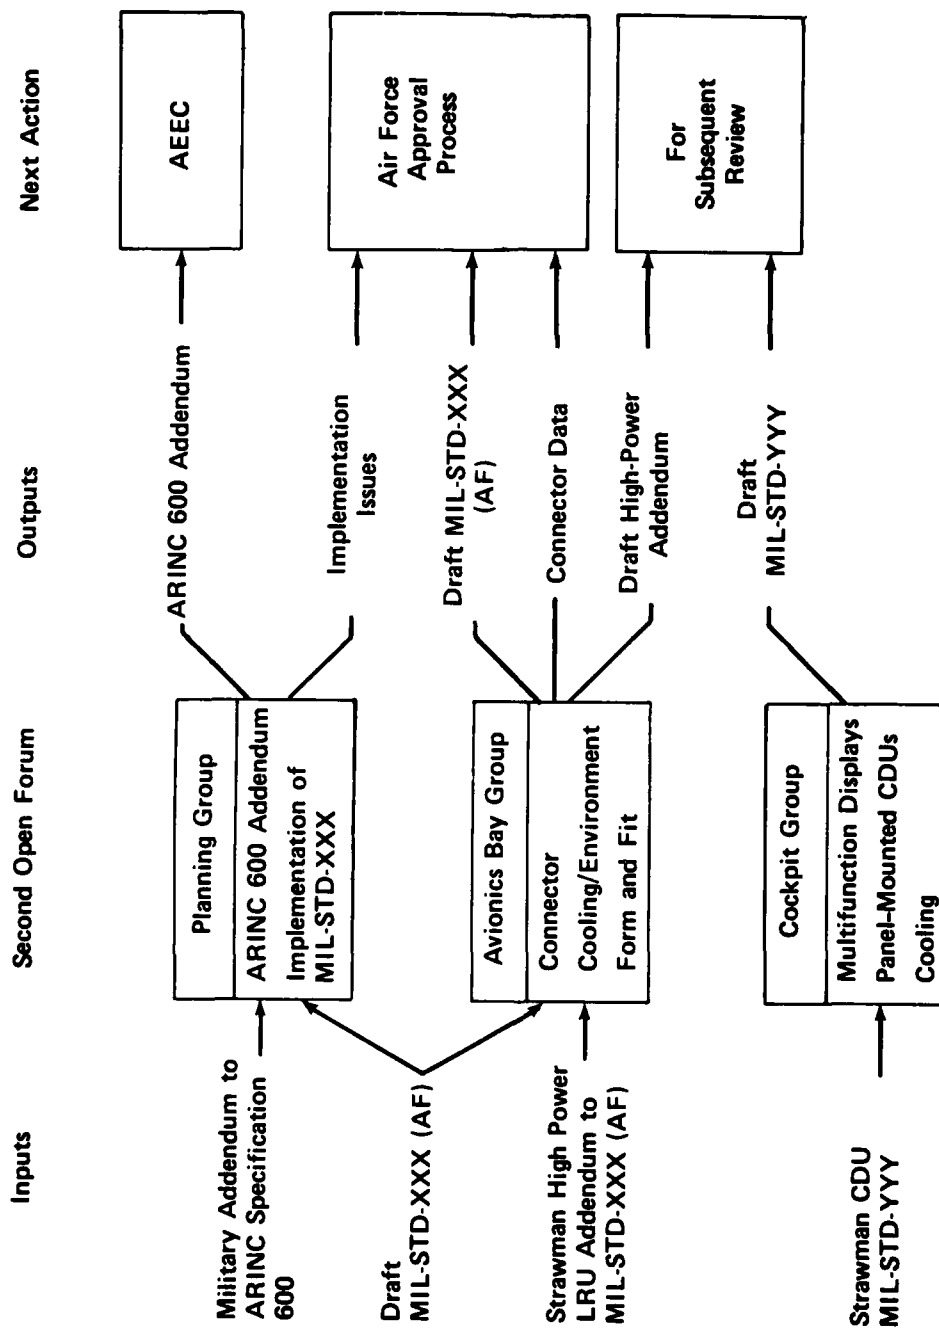 Inputs
Second Open Forum
Outputs
Next Action
Military Addendum to
ARINC Specification
600
Draft
MIL-STD-XXX (AF)
Strawman High Power
LRU Addendum to
MIL-STD-XXX (AF)
Strawman CDU
MIL-STD-YYY
Planning Group
ARINC 600 Addendum
Implementation of
MIL-STD-XXX
Avionics Bay Group
Connector
Cooling/Environment
Form and Fit
Cockpit Group
Multifunction Displays
Panel-Mounted CDUs
Cooling
ARINC 600 Addendum
Implementation
Issues
Draft MIL-STD-XXX
(AF)
Connector Data
Draft High-Power
Addendum
Draft
MIL-STD-YYY
AEEC
Air Force
Approval
Process
For
Subsequent
Review